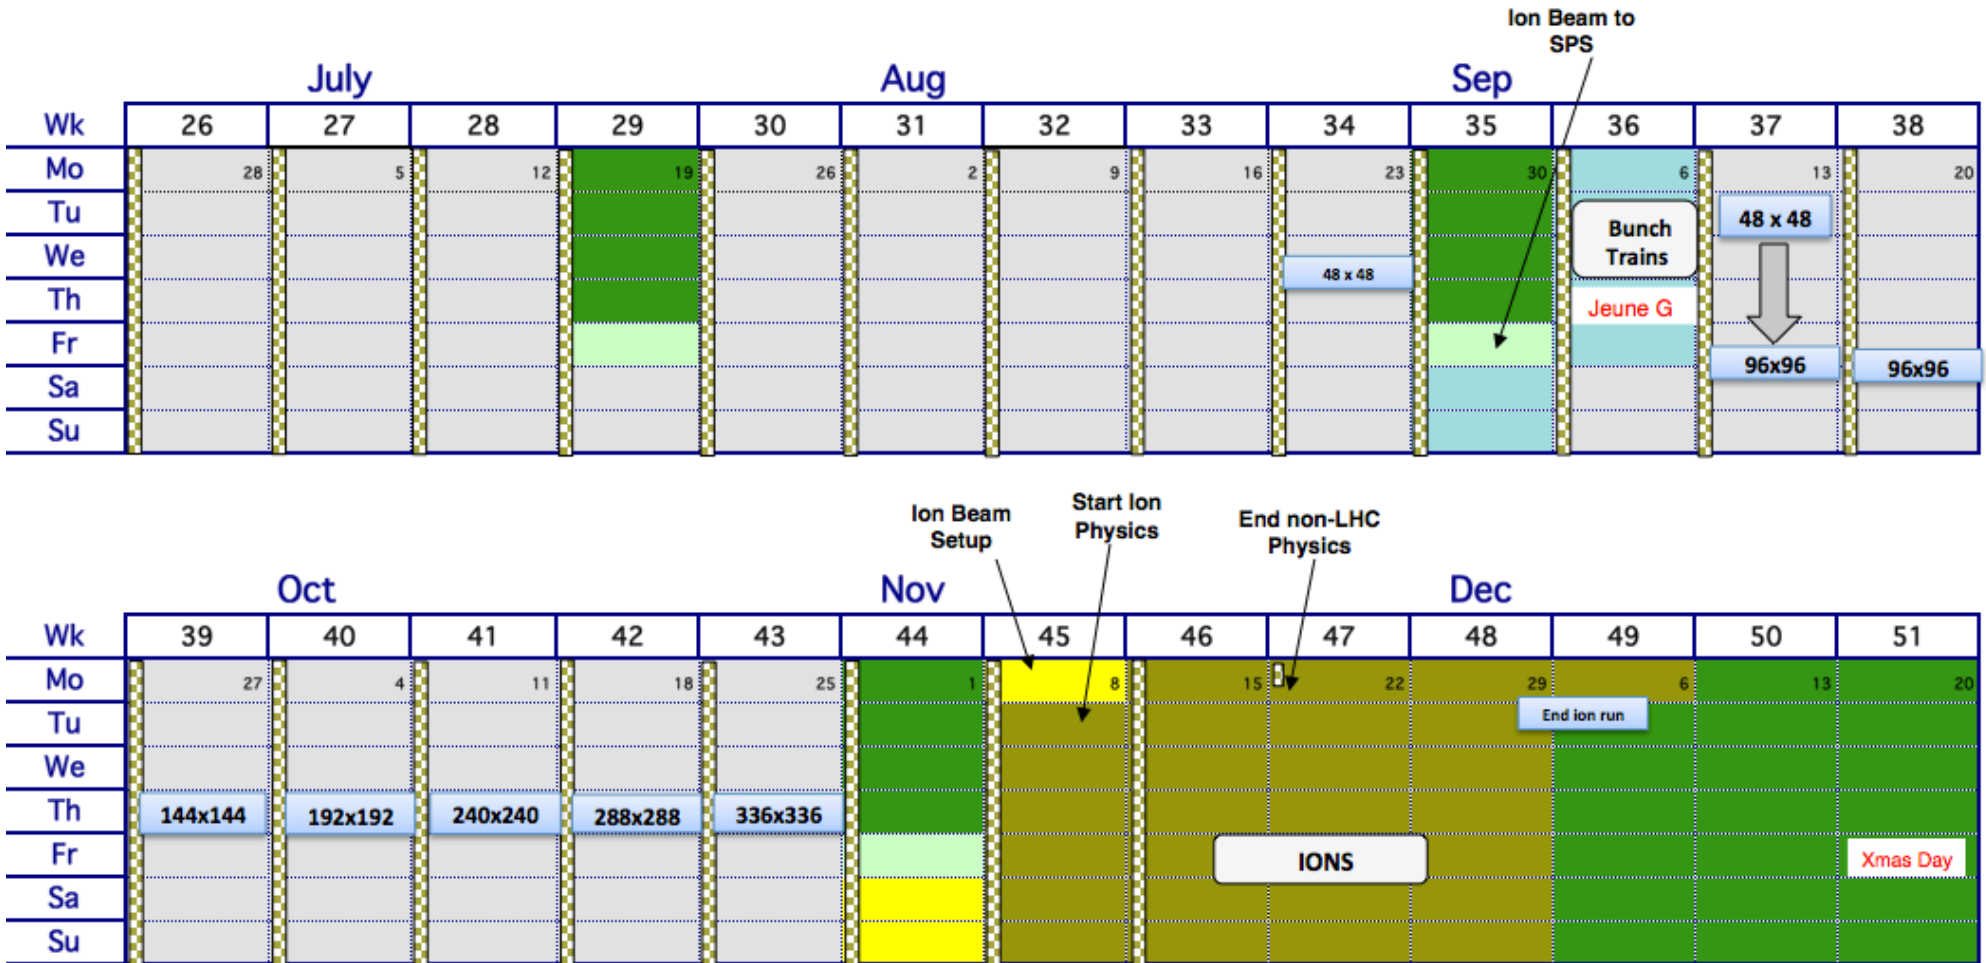 Ion Beam to
SPS
July Aug Sep
Wk 26 27 28 29 30 31 32 33 34 35 36 37 38
Mo 28 5 12 19 26 2 9 16 23 30 6 13 20
Tu 48 x 48
Bunch
We Trains
48 x 48
Th Jeune G
Fr
96x96 96x96
Sa
Su
Ion Beam
Setup
Start Ion
Physics
End non-LHC
Physics
Oct Nov Dec
Wk 39 40 41 42 43 44 45 46 47 48 49 50 51
Mo 27 4 11 18 25 1 8 15 22 29 6 13 20
Tu End ion run
We
Th 144x144 192x192 240x240 288x288 336x336
Fr IONS Xmas Day
Sa
Su